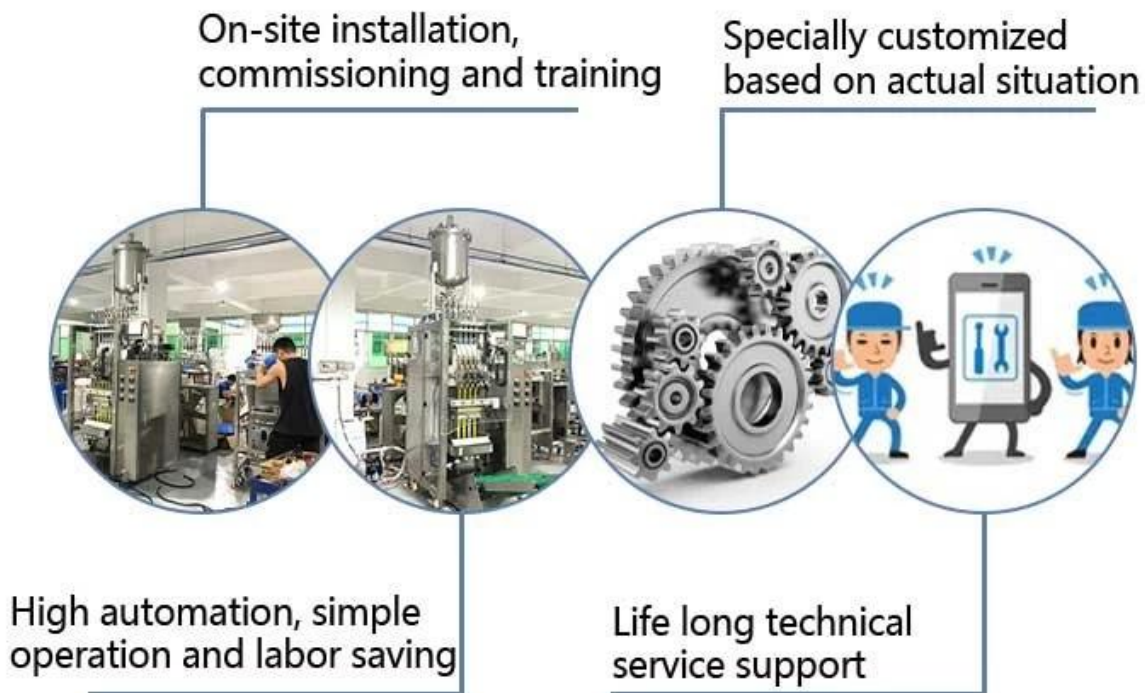 On-site installation,
commissioning and training
Specially customized
based on actual situation
High automation, simple
operation and labor saving
Life long technical
service support